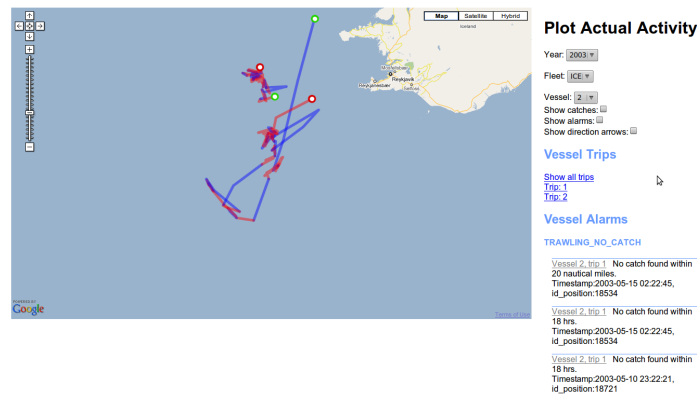 Map Satellite Hybrid
Iceland
Reykjavik
Reykjanesbær
POWERED BY
Google
Terms of Use
Plot Actual Activity
Year: 2003
Fleet: ICE
Vessel: 2
Show catches:
Show alarms:
Show direction arrows:
Vessel Trips
Show all trips
Trip: 1
Trip: 2
Vessel Alarms
TRAWLING_NO_CATCH
Vessel 2, trip 1 No catch found within
20 nautical miles.
Timestamp:2003-05-15 02:22:45,
id_position:18534
Vessel 2, trip 1 No catch found within
18 hrs.
Timestamp:2003-05-15 02:22:45,
id_position:18534
Vessel 2, trip 1 No catch found within
18 hrs.
Timestamp:2003-05-10 23:22:21,
id_position:18721